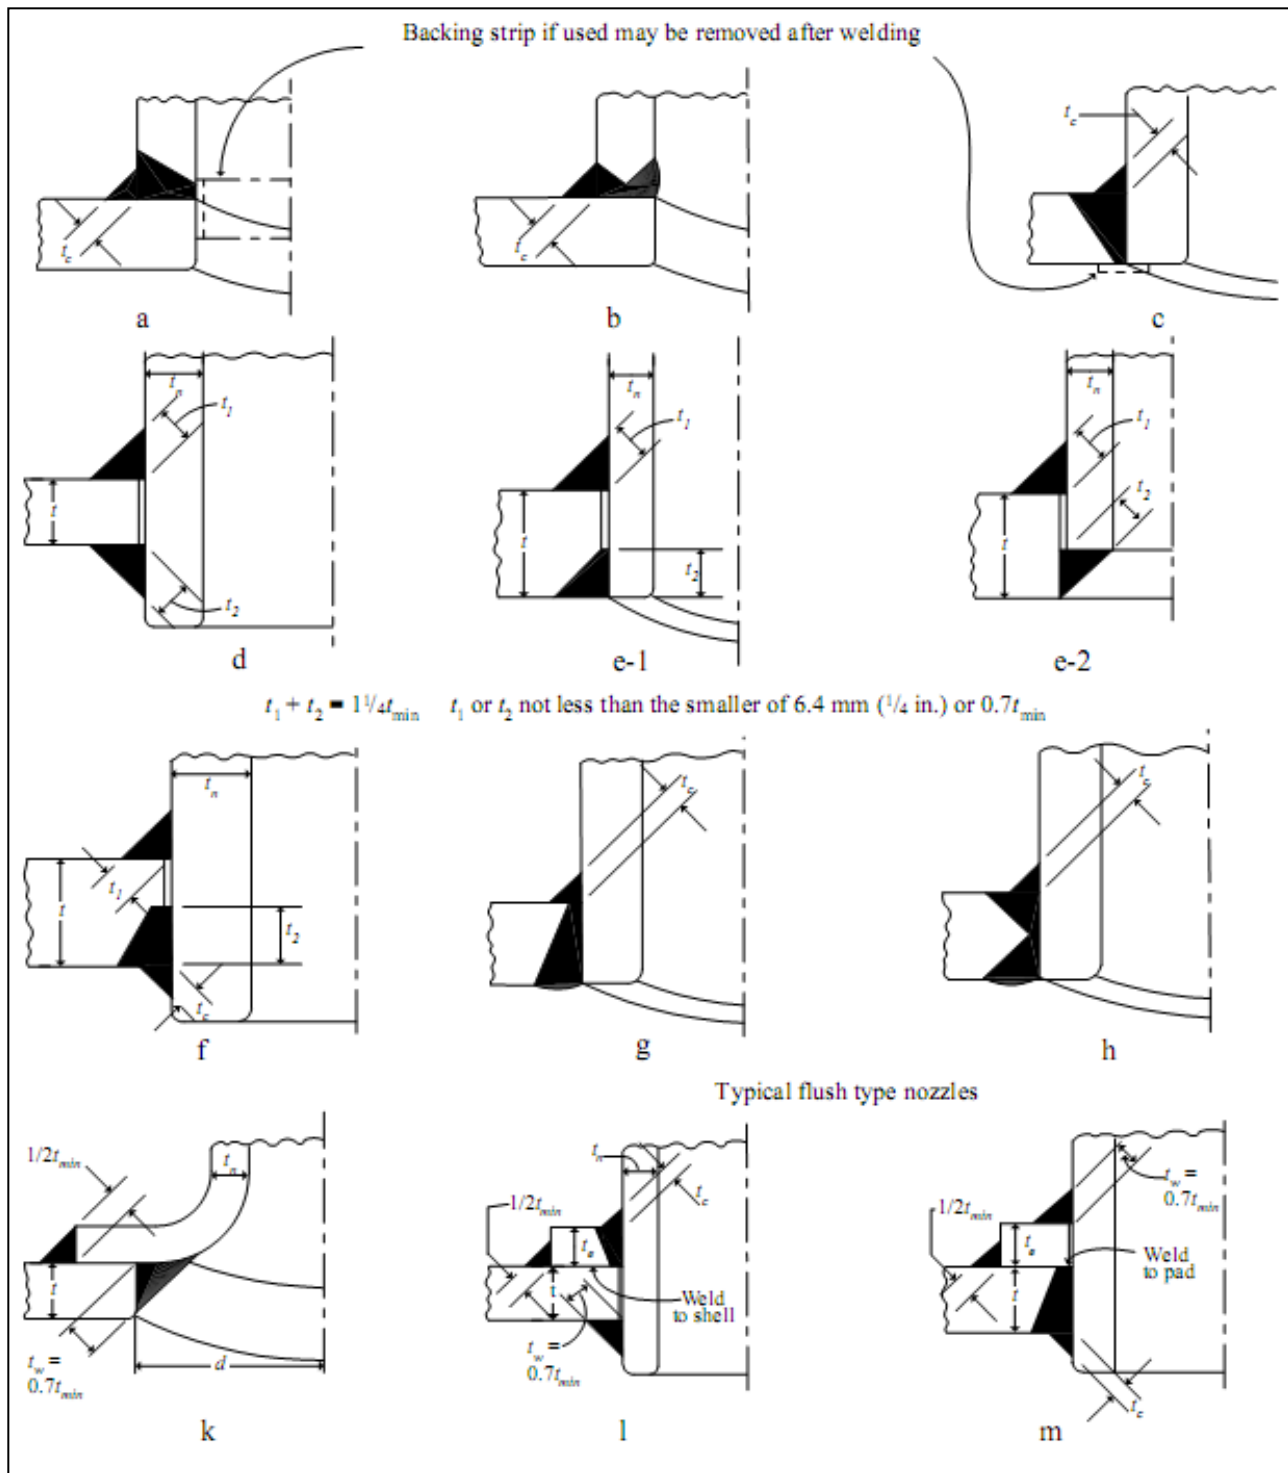 Backing strip if used may be removed after welding
t_c
t_c
t_c
a
b
c
t_n
t_1
t
t_2
d
t_n
t_1
t
t_2
e-1
t_n
t_1
t_2
t
e-2
t_1 + t_2 = 1¼t_min t_1 or t_2 not less than the smaller of 6.4 mm (¼ in.) or 0.7t_min
t_n
t_1
t
t_2
t_c
f
t_c
g
t_c
h
Typical flush type nozzles
1/2t_min
t_n
t
t_w =
0.7t_min
d
k
t_n
t_c
1/2t_min
t_e
t
Weld
to shell
t_w =
0.7t_min
l
t_w =
0.7t_min
1/2t_min
t_e
Weld
to pad
t
t_c
m